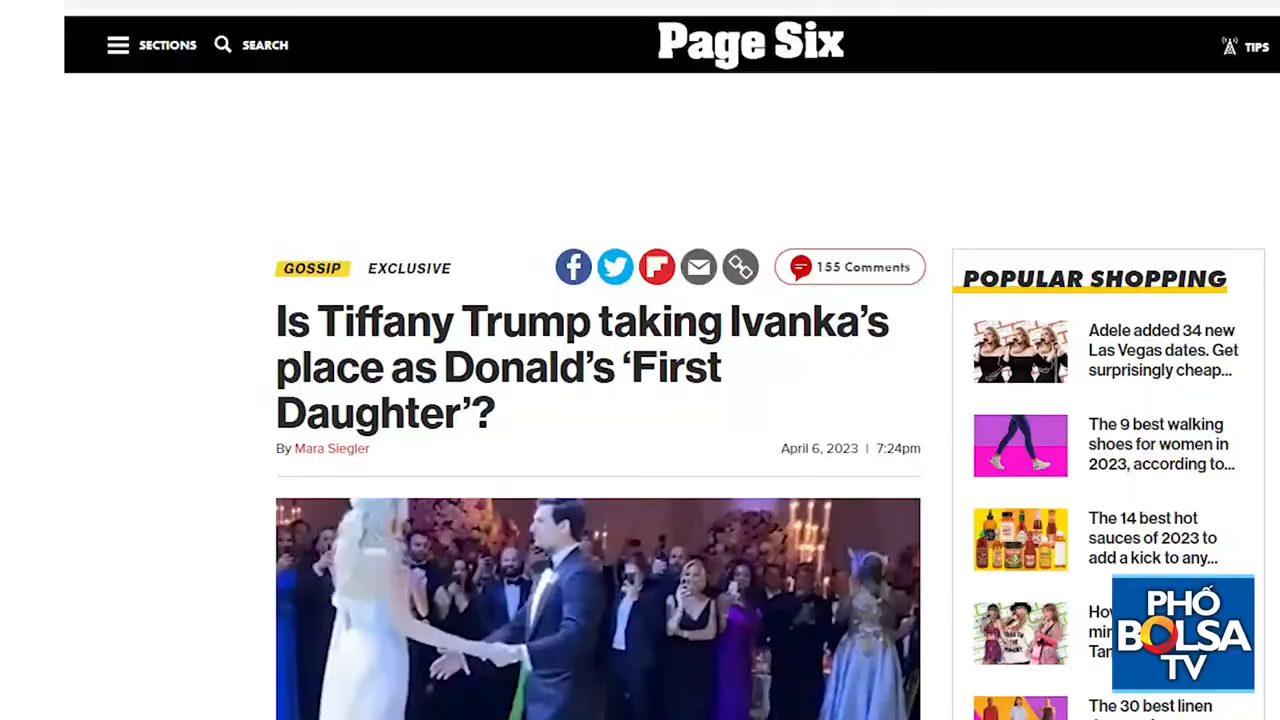 SECTIONS
SEARCH
Page Six
TIPS
GOSSIP
EXCLUSIVE
155 Comments
Is Tiffany Trump taking Ivanka’s
place as Donald’s ‘First
Daughter’?
By Mara Siegler
April 6, 2023 | 7:24pm
POPULAR SHOPPING
Adele added 34 new
Las Vegas dates. Get
surprisingly cheap...
The 9 best walking
shoes for women in
2023, according to...
The 14 best hot
sauces of 2023 to
add a kick to any...
The 30 best linen
PHỐ
BOLSA
TV